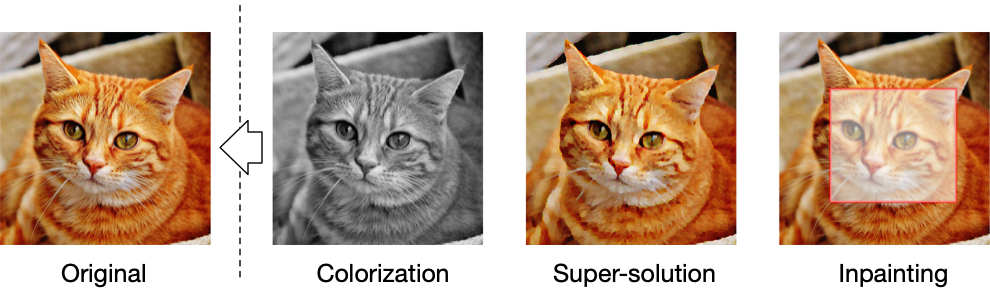 Original
Colorization
Super-solution
Inpainting